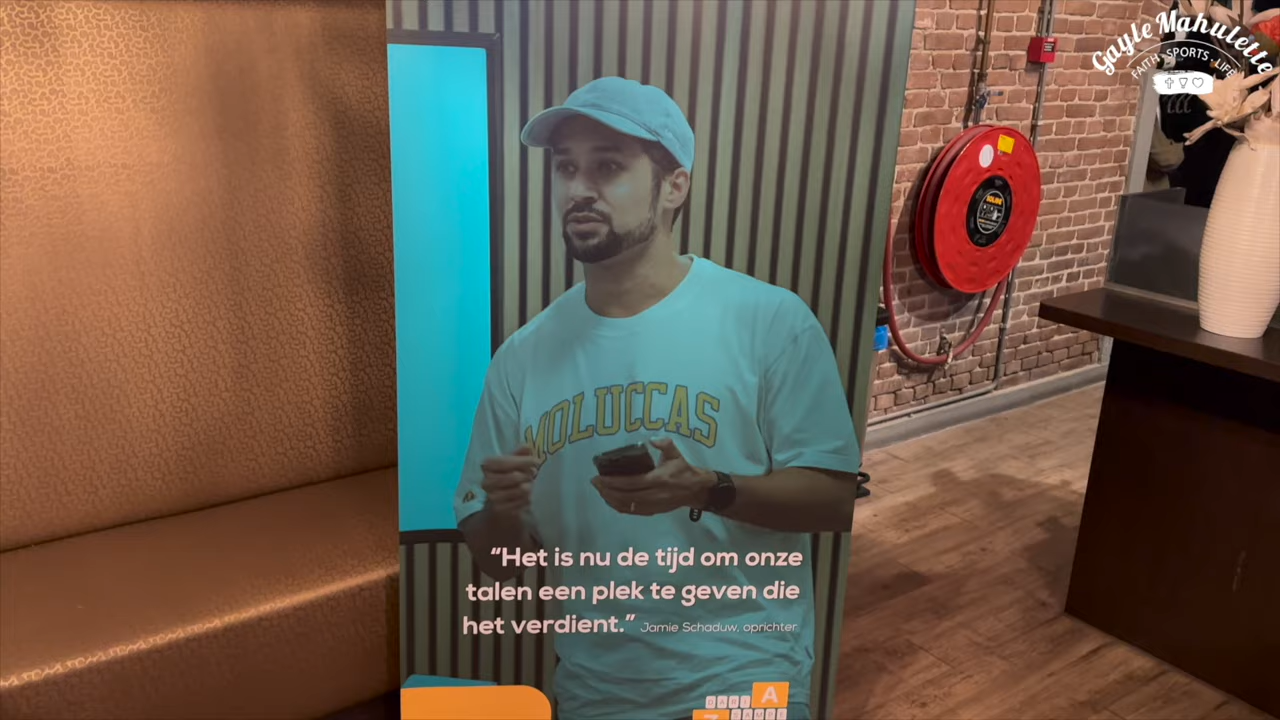 Gayle Mahulette
FAITH · SPORTS · LIFE
MOLUCCAS
“Het is nu de tijd om onze
talen een plek te geven die
het verdient.” Jamie Schaduw, oprichter
DARI A